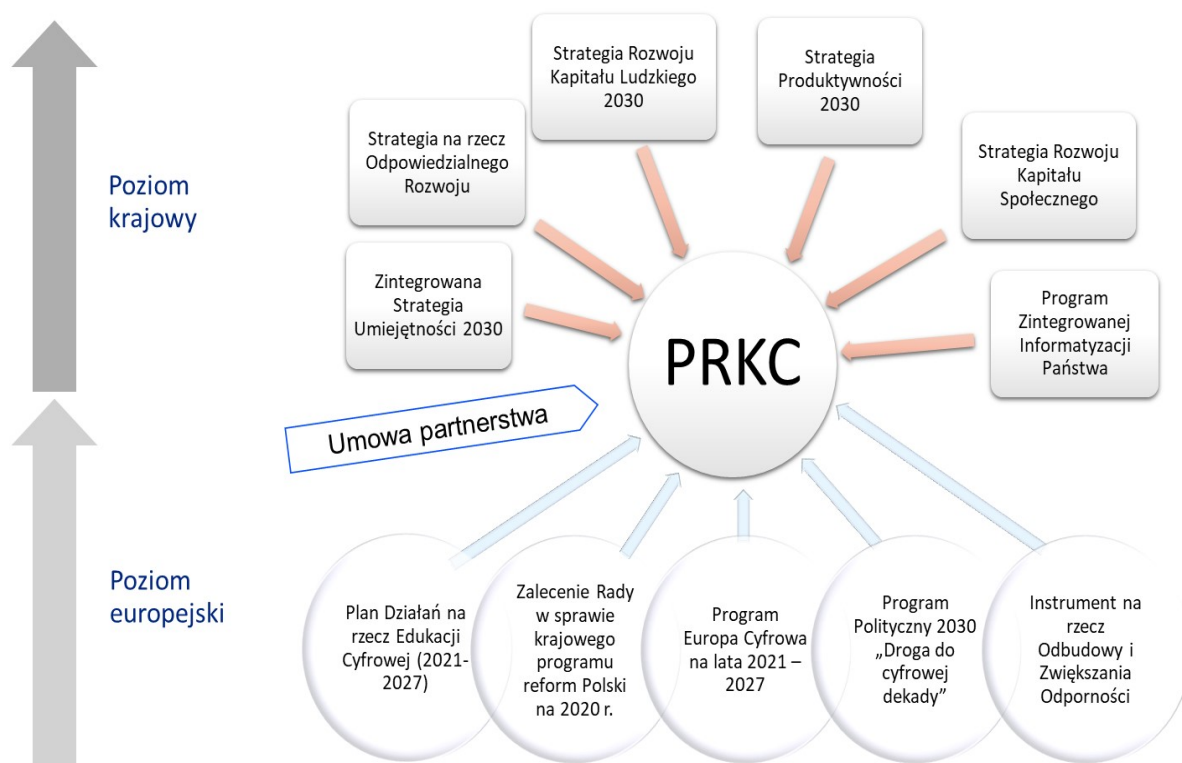 Strategia Rozwoju
Kapitału Ludzkiego
2030
Strategia
Produktywności
2030
Strategia na rzecz
Odpowiedzialnego
Rozwoju
Strategia Rozwoju
Kapitału
Społecznego
Poziom
krajowy
Zintegrowana
Strategia
Umiejętności 2030
Program
Zintegrowanej
Informatyzacji
Państwa
PRKC
Umowa partnerstwa
Poziom
europejski
Plan Działań na
rzecz Edukacji
Cyfrowej (2021-
2027)
Zalecenie Rady
w sprawie
krajowego
programu
reform Polski
na 2020 r.
Program
Europa Cyfrowa
na lata 2021 –
2027
Program
Polityczny 2030
„Droga do
cyfrowej
dekady”
Instrument na
rzecz
Odbudowy i
Zwiększania
Odporności